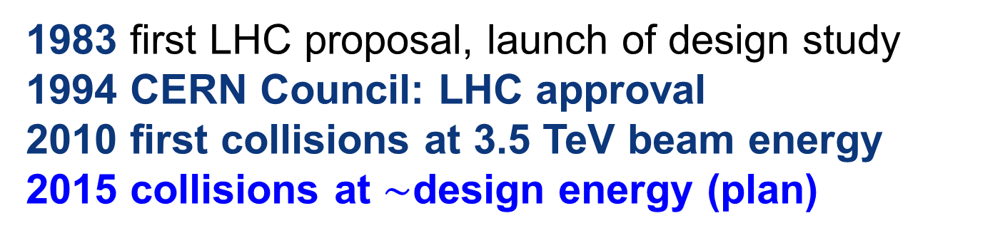 1983 first LHC proposal, launch of design study
1994 CERN Council: LHC approval
2010 first collisions at 3.5 TeV beam energy
2015 collisions at ~design energy (plan)